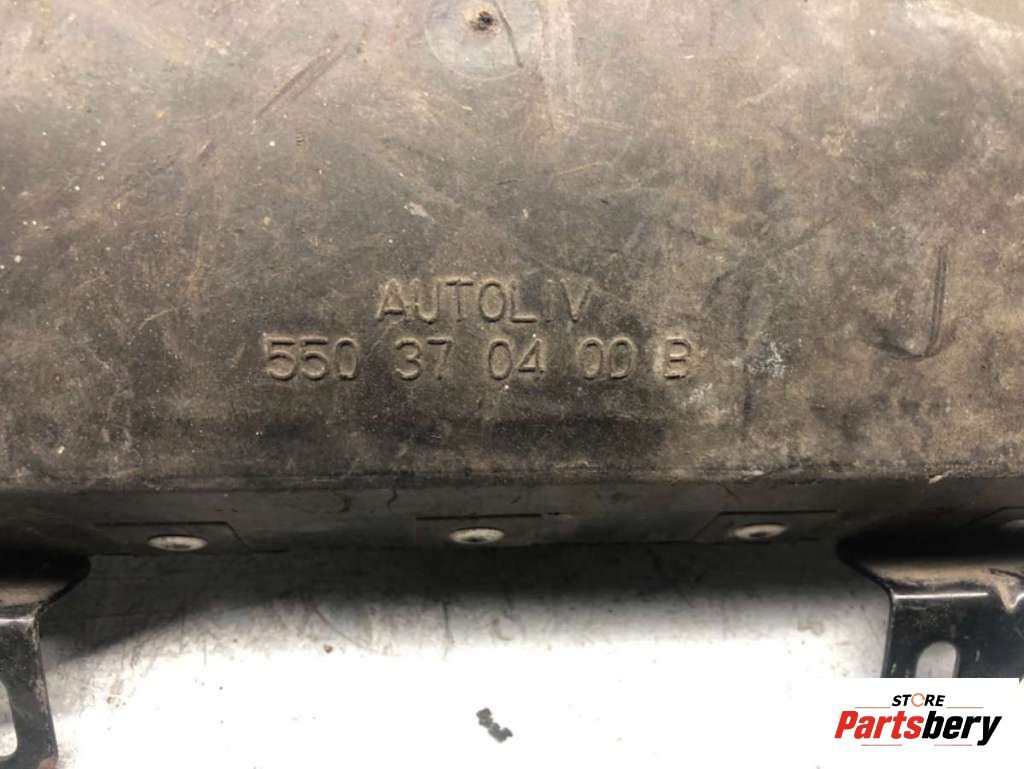 AUTOLIV
550 37 04 00 B
STORE
Partsbery